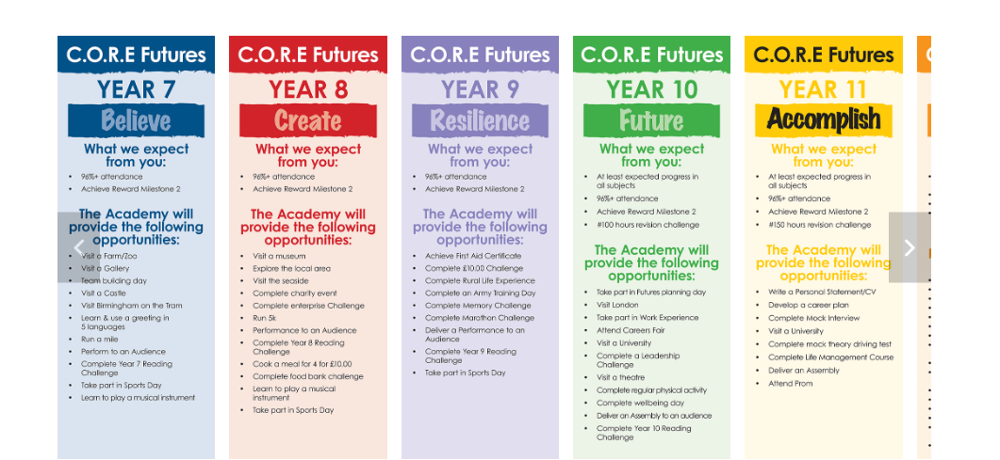 C.O.R.E Futures
YEAR 7
Believe
What we expect
from you:
• 96%+ attendance
• Achieve Reward Milestone 2
The Academy will
provide the following
opportunities:
• Visit a Farm/Zoo
• Visit a Gallery
• Team building day
• Visit a Castle
• Visit Birmingham on the Tram
• Learn & use a greeting in
5 languages
• Run a mile
• Perform to an Audience
• Complete Year 7 Reading
Challenge
• Take part in Sports Day
• Learn to play a musical instrument
C.O.R.E Futures
YEAR 8
Create
What we expect
from you:
• 96%+ attendance
• Achieve Reward Milestone 2
The Academy will
provide the following
opportunities:
• Visit a museum
• Explore the local area
• Visit the seaside
• Complete charity event
• Complete enterprise Challenge
• Run 5k
• Performance to an Audience
• Complete Year 8 Reading
Challenge
• Cook a meal for 4 for £10.00
• Complete food bank challenge
• Learn to play a musical
instrument
• Take part in Sports Day
C.O.R.E Futures
YEAR 9
Resilience
What we expect
from you:
• 96%+ attendance
• Achieve Reward Milestone 2
The Academy will
provide the following
opportunities:
• Achieve First Aid Certificate
• Complete £10.00 Challenge
• Complete Rural Life Experience
• Complete an Army Training Day
• Complete Memory Challenge
• Complete Marathon Challenge
• Deliver a Performance to an
Audience
• Complete Year 9 Reading
Challenge
• Take part in Sports Day
C.O.R.E Futures
YEAR 10
Future
What we expect
from you:
• At least expected progress in
all subjects
• 96%+ attendance
• Achieve Reward Milestone 2
• #100 hours revision challenge
The Academy will
provide the following
opportunities:
• Take part in Futures planning day
• Visit London
• Take part in Work Experience
• Attend Careers Fair
• Visit a University
• Complete a Leadership
Challenge
• Visit a theatre
• Complete regular physical activity
• Complete wellbeing day
• Deliver an Assembly to an audience
• Complete Year 10 Reading
Challenge
C.O.R.E Futures
YEAR 11
Accomplish
What we expect
from you:
• At least expected progress in
all subjects
• 96%+ attendance
• Achieve Reward Milestone 2
• #150 hours revision challenge
The Academy will
provide the following
opportunities:
• Write a Personal Statement/CV
• Develop a career plan
• Complete Mock Interview
• Visit a University
• Complete mock theory driving test
• Complete Life Management Course
• Deliver an Assembly
• Attend Prom